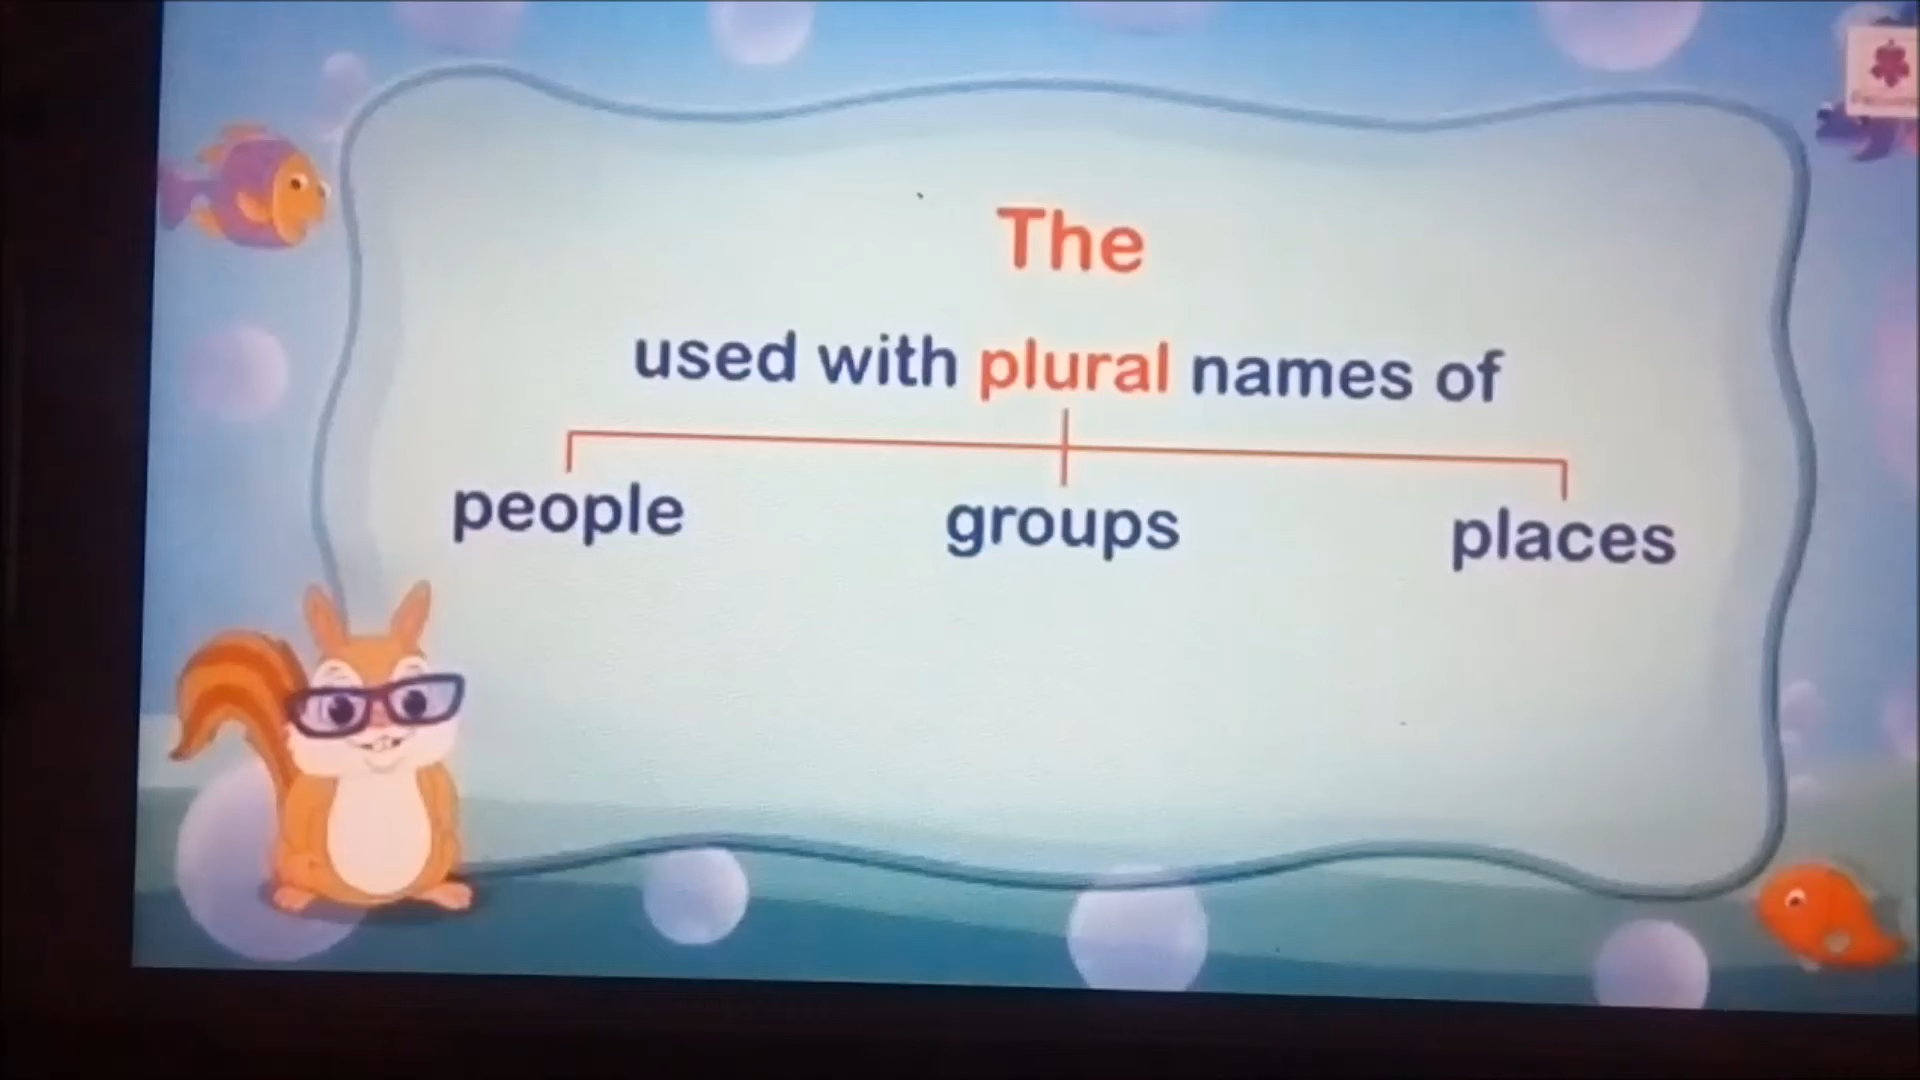 The
used with plural names of
people groups places